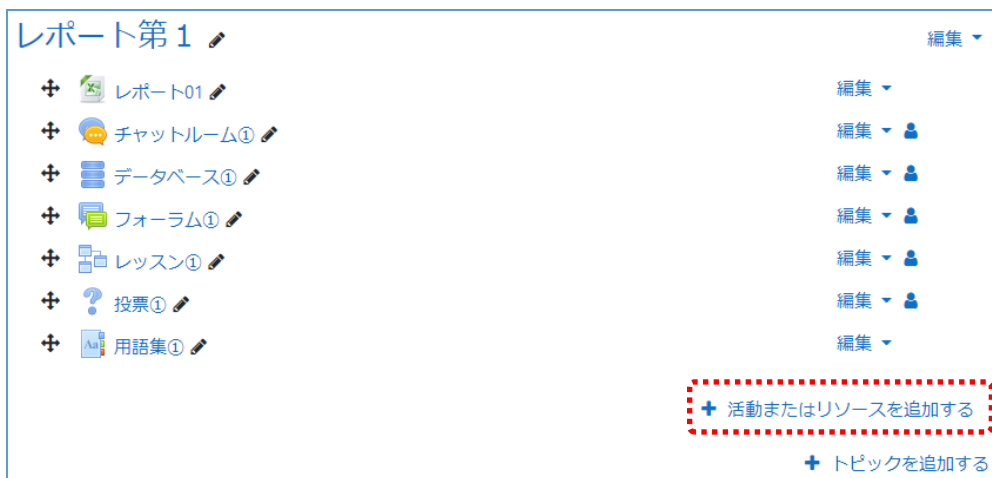 レポート第１ 編集
レポート01 編集
チャットルーム① 編集
データベース① 編集
フォーラム① 編集
レッスン① 編集
投票① 編集
Aa 用語集① 編集
活動またはリソースを追加する
トピックを追加する